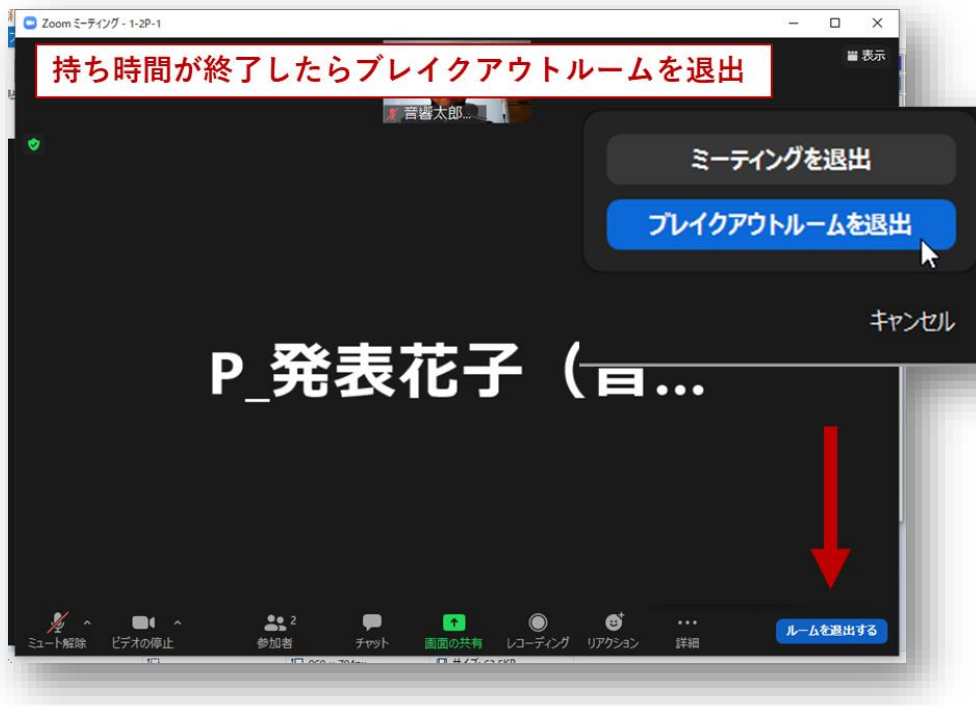 Zoom ミーティング - 1-2P-1
持ち時間が終了したらブレイクアウトルームを退出
表示
音響太郎...
ミーティングを退出
ブレイクアウトルームを退出
キャンセル
P_発表花子（音...
2
ミュート解除
ビデオの停止
参加者
チャット
画面の共有
レコーディング
リアクション
詳細
ルームを退出する